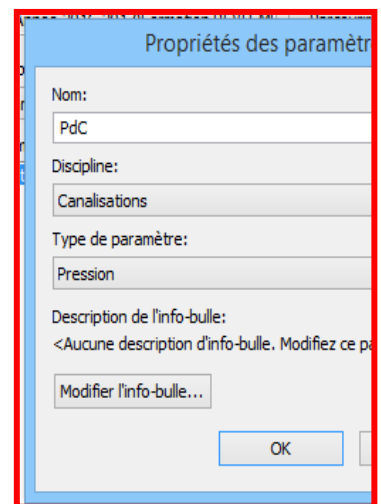 Propriétés des paramètr
Nom:
PdC
Discipline:
Canalisations
Type de paramètre:
Pression
Description de l'info-bulle:
<Aucune description d'info-bulle. Modifiez ce pa
Modifier l'info-bulle...
OK